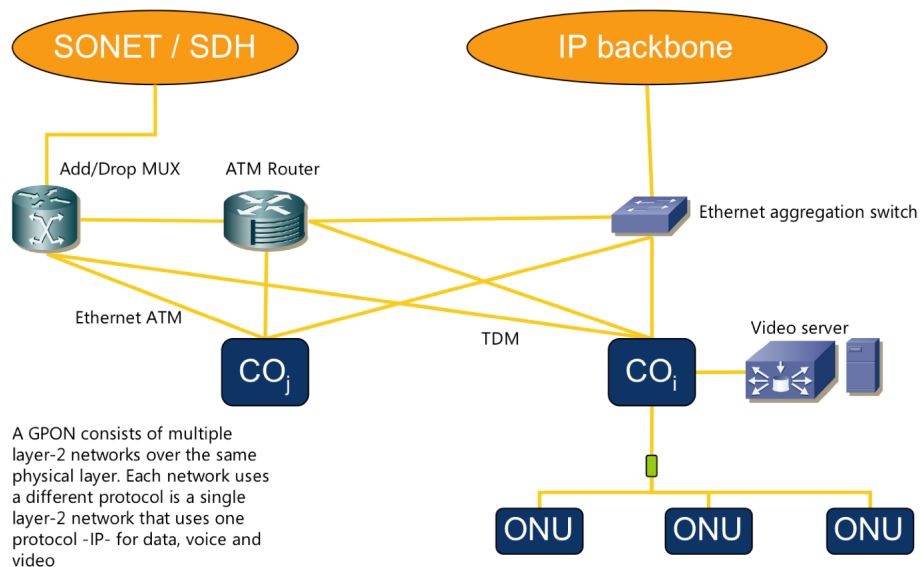 SONET / SDH
IP backbone
Add/Drop MUX
ATM Router
Ethernet aggregation switch
Ethernet ATM
TDM
Video server
COj
COi
A GPON consists of multiple
layer-2 networks over the same
physical layer. Each network uses
a different protocol is a single
layer-2 network that uses one
protocol -IP- for data, voice and
video
ONU
ONU
ONU